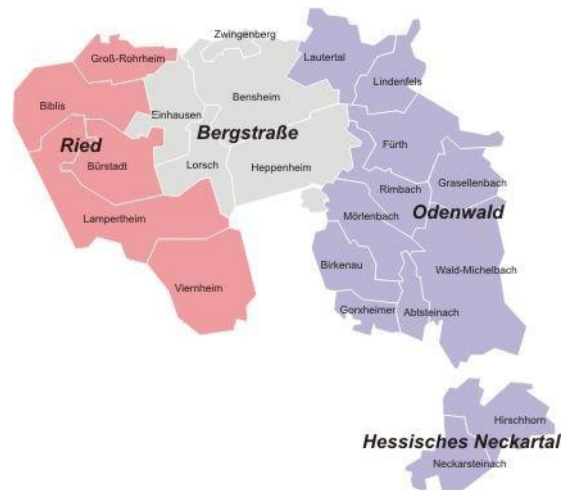 Zwingenberg
Groß-Rohrheim
Lautertal
Lindenfels
Biblis
Bensheim
Einhausen
Ried
Bergstraße
Fürth
Bürstadt
Lorsch
Heppenheim
Rimbach
Grasellenbach
Lampertheim
Mörlenbach
Odenwald
Birkenau
Wald-Michelbach
Viernheim
Gorxheimer
Abtsteinach
Hirschhorn
Hessisches Neckartal
Neckarsteinach